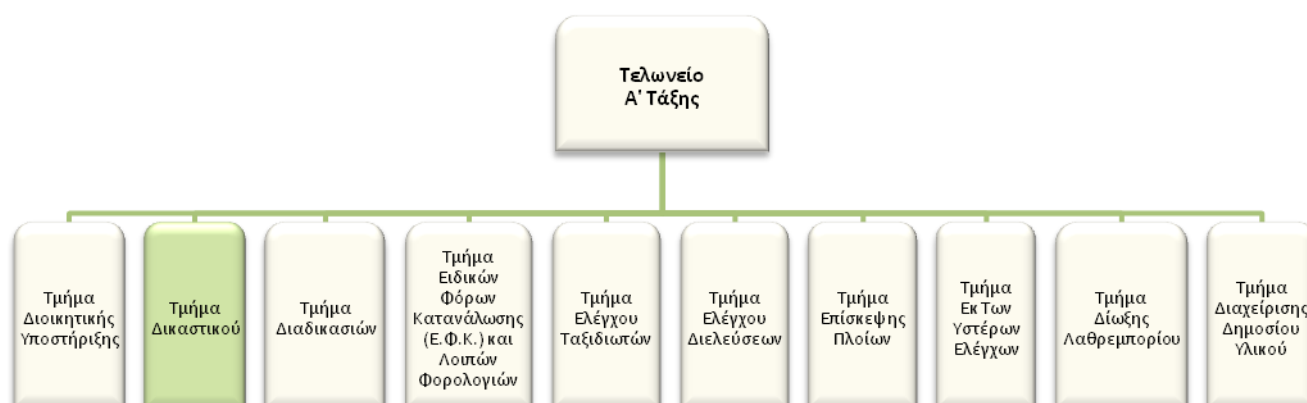 Τελωνείο
Α' Τάξης
Τμήμα
Διοικητικής
Υποστήριξης
Τμήμα
Δικαστικού
Τμήμα
Διαδικασιών
Τμήμα
Ειδικών
Φόρων
Κατανάλωσης
(Ε.Φ.Κ.) και
Λοιπών
Φορολογιών
Τμήμα
Ελέγχου
Ταξιδιωτών
Τμήμα
Ελέγχου
Διελεύσεων
Τμήμα
Επίσκεψης
Πλοίων
Τμήμα
Εκ Των
Υστέρων
Ελέγχων
Τμήμα
Δίωξης
Λαθρεμπορίου
Τμήμα
Διαχείρισης
Δημοσίου
Υλικού